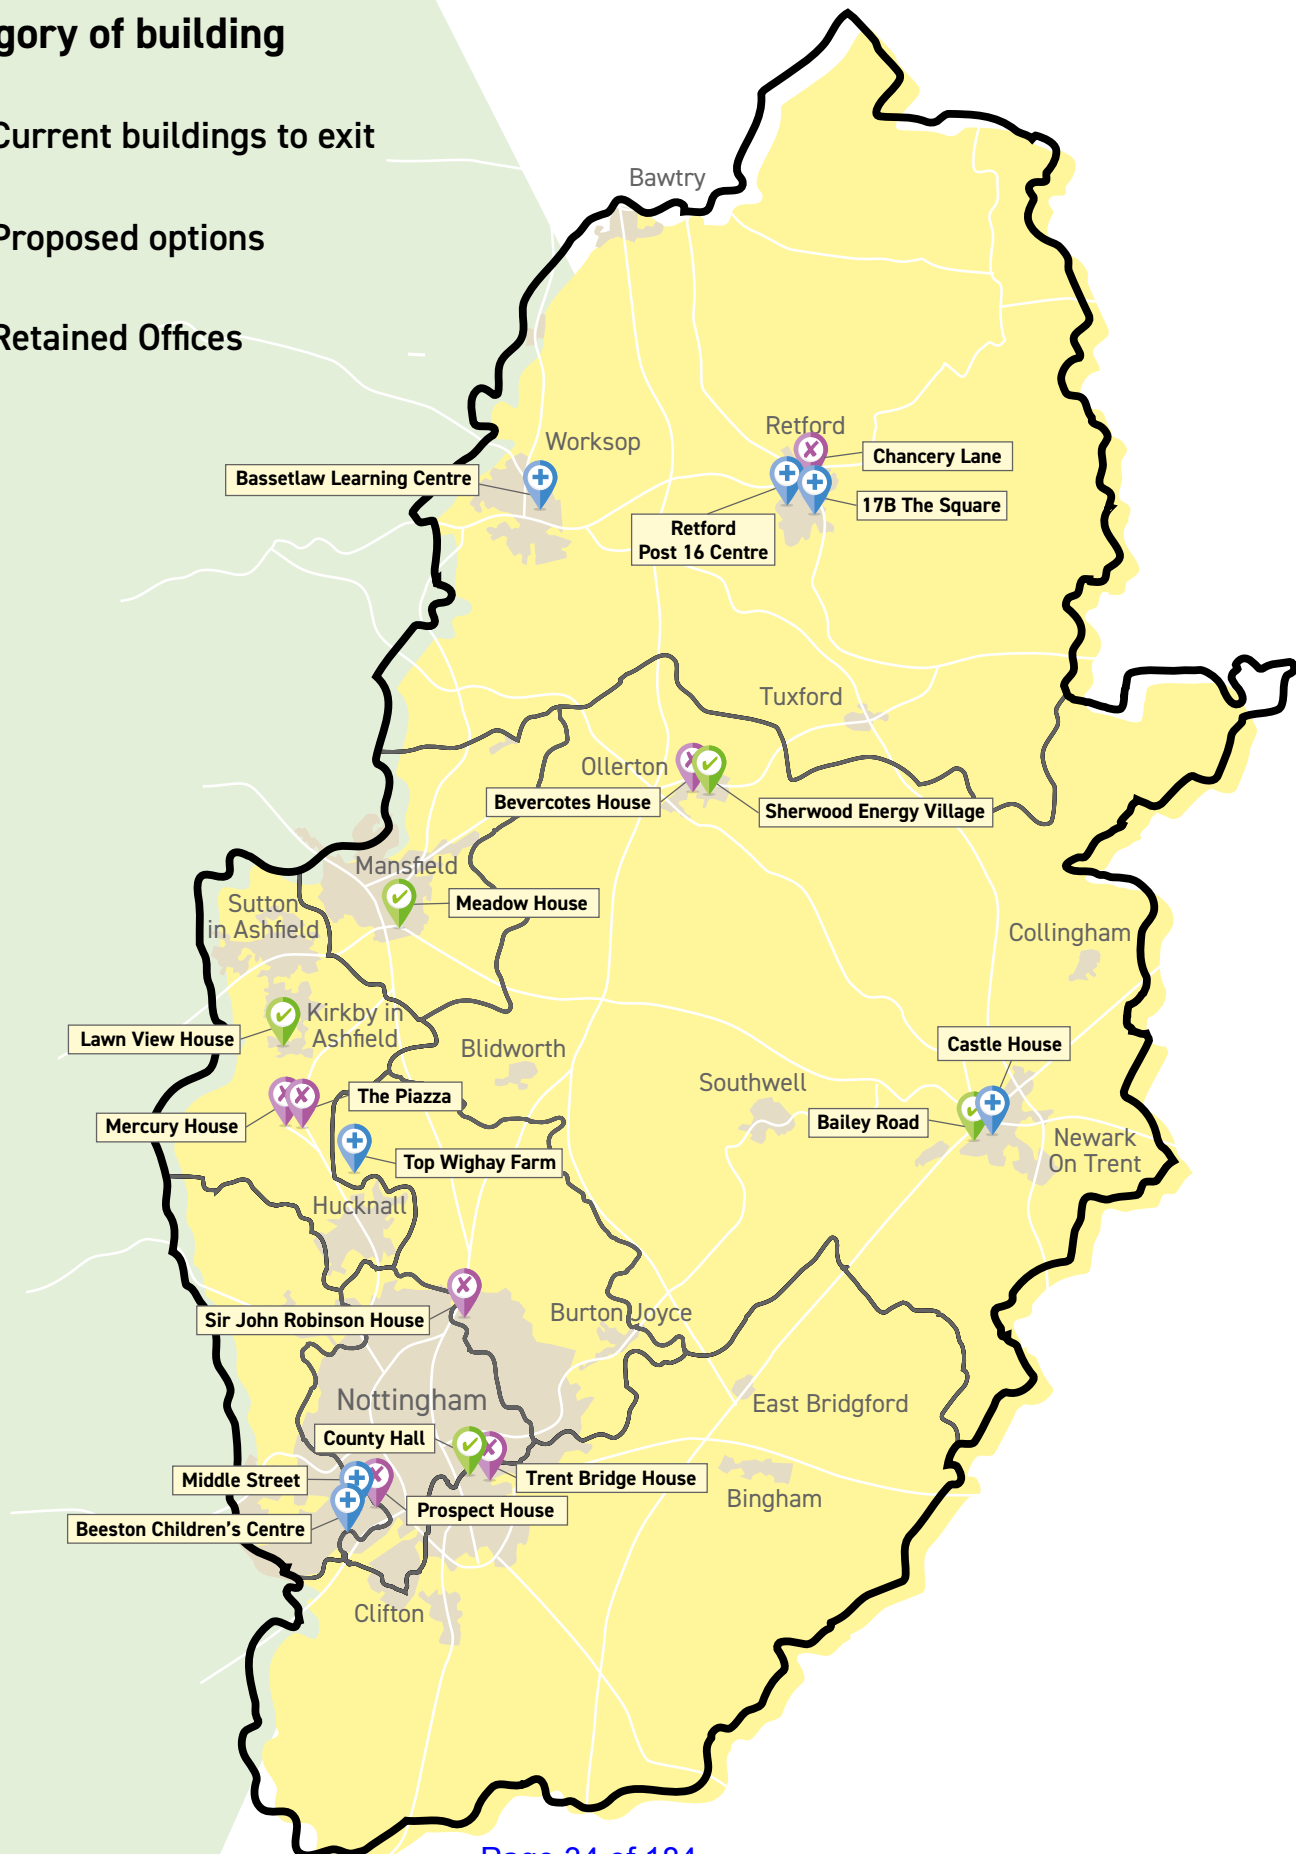 gory of building
Current buildings to exit
Proposed options
Retained Offices
Bawtry
Worksop
Retford
Chancery Lane
Bassetlaw Learning Centre
17B The Square
Retford
Post 16 Centre
Tuxford
Ollerton
Bevercotes House
Sherwood Energy Village
Mansfield
Meadow House
Sutton
in Ashfield
Collingham
Kirkby in
Ashfield
Lawn View House
Blidworth
Castle House
Southwell
The Piazza
Mercury House
Bailey Road
Newark
On Trent
Top Wighay Farm
Hucknall
Sir John Robinson House
Burton Joyce
Nottingham
East Bridgford
County Hall
Middle Street
Trent Bridge House
Bingham
Prospect House
Beeston Children's Centre
Clifton
Page 34 of 184